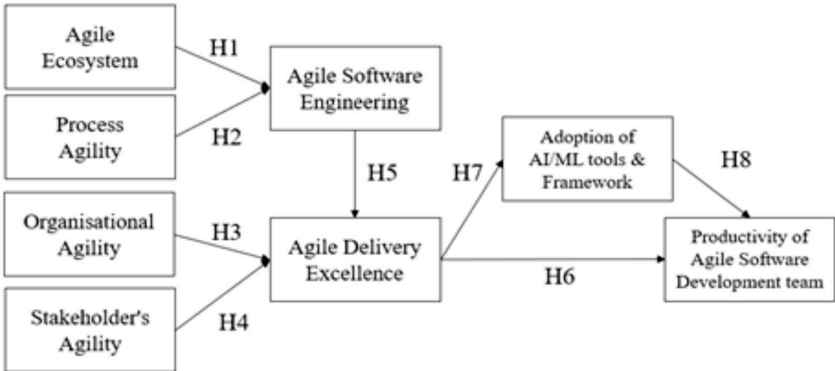 Agile
Ecosystem
H1
Process
Agility
H2
Agile Software
Engineering
Organisational
Agility
H3
Stakeholder's
Agility
H4
H5
Agile Delivery
Excellence
H7
Adoption of
AI/ML tools &
Framework
H8
H6
Productivity of
Agile Software
Development team